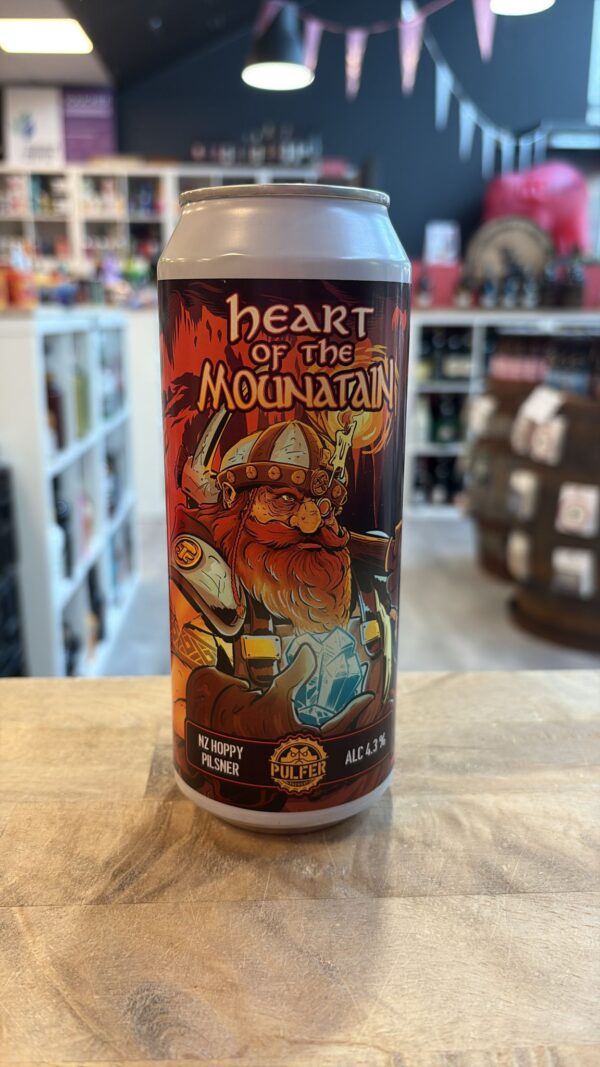 HEART
OF THE
MOUNATAIN
NZ HOPPY
PILSNER
PULFER
ALC 4.3 %